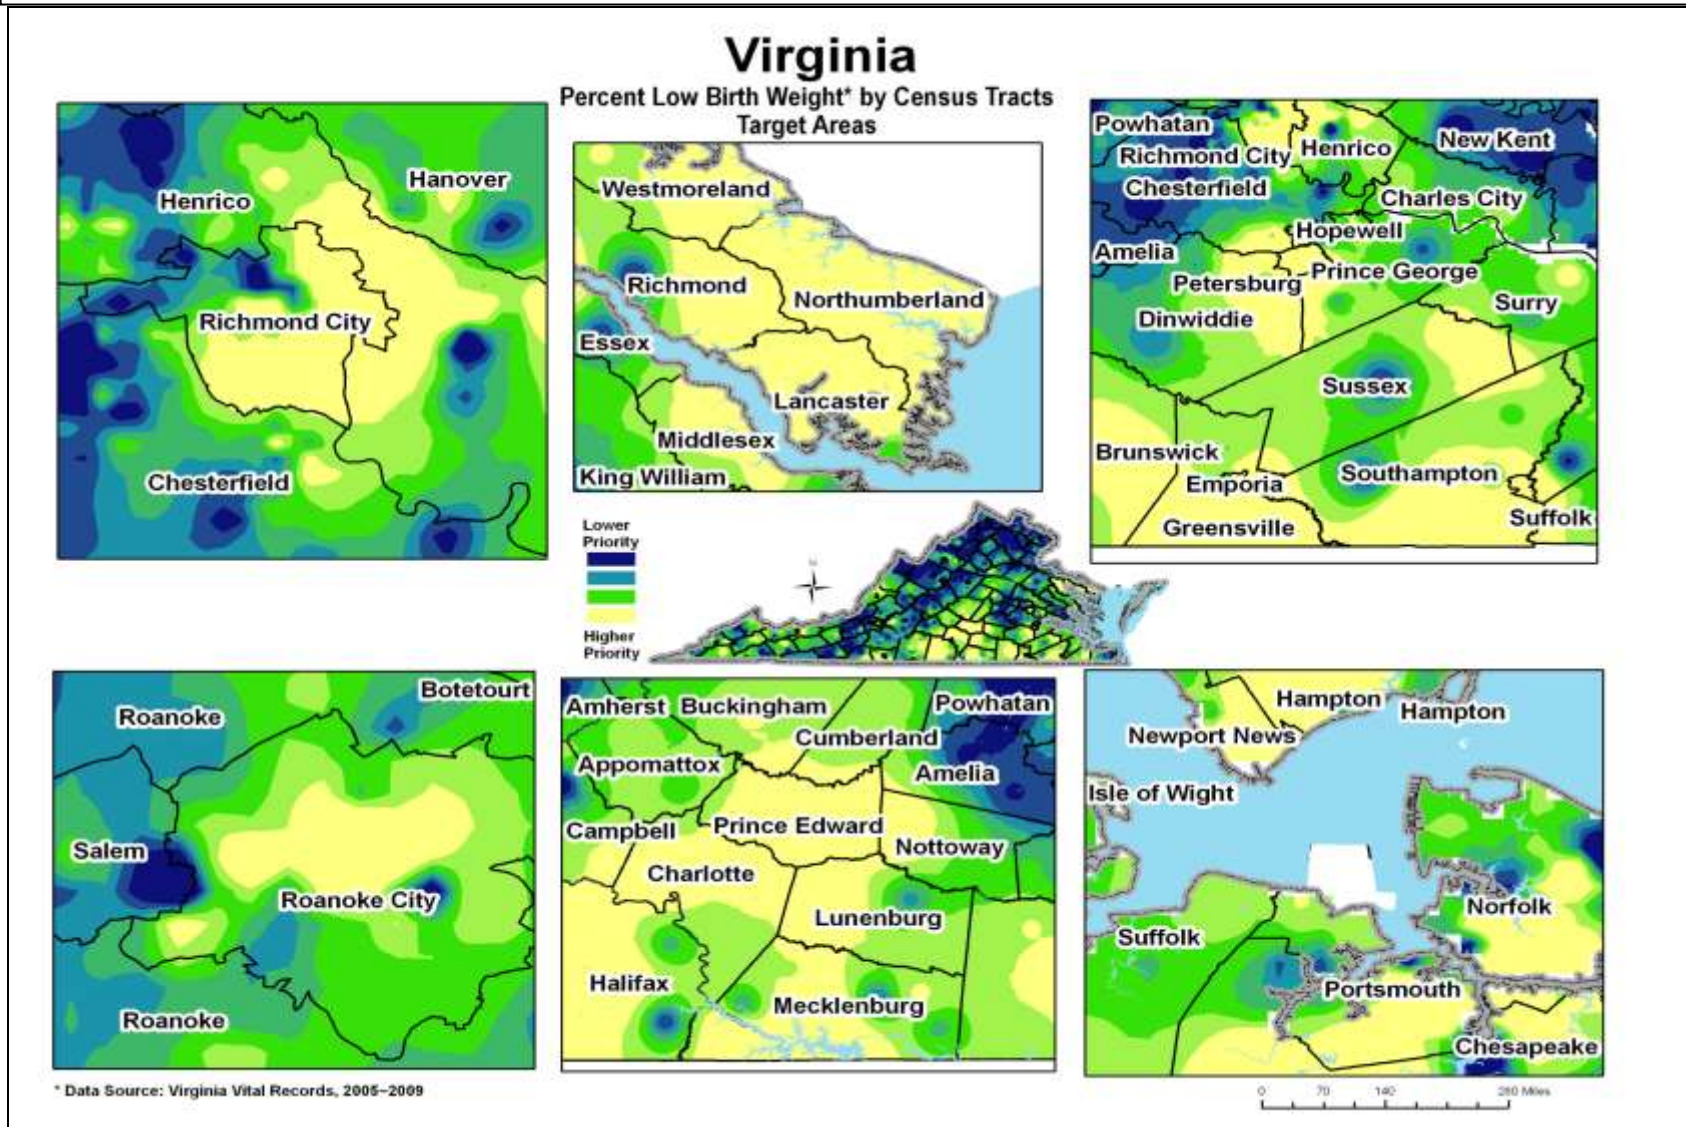 Virginia
Percent Low Birth Weight* by Census Tracts
Target Areas
Henrico
Hanover
Richmond City
Chesterfield
Westmoreland
Richmond
Northumberland
Essex
Lancaster
Middlesex
King William
Powhatan
Henrico
New Kent
Richmond City
Chesterfield
Charles City
Hopewell
Amelia
Prince George
Petersburg
Surry
Dinwiddie
Sussex
Brunswick
Southampton
Emporia
Suffolk
Greensville
Lower
Priority
Higher
Priority
Botetourt
Roanoke
Salem
Roanoke City
Roanoke
Amherst
Buckingham
Powhatan
Cumberland
Appomattox
Amelia
Campbell
Prince Edward
Nottoway
Charlotte
Lunenburg
Halifax
Mecklenburg
Hampton
Hampton
Newport News
Isle of Wight
Norfolk
Suffolk
Portsmouth
Chesapeake
* Data Source: Virginia Vital Records, 2005–2009
0 70 140 280 Miles